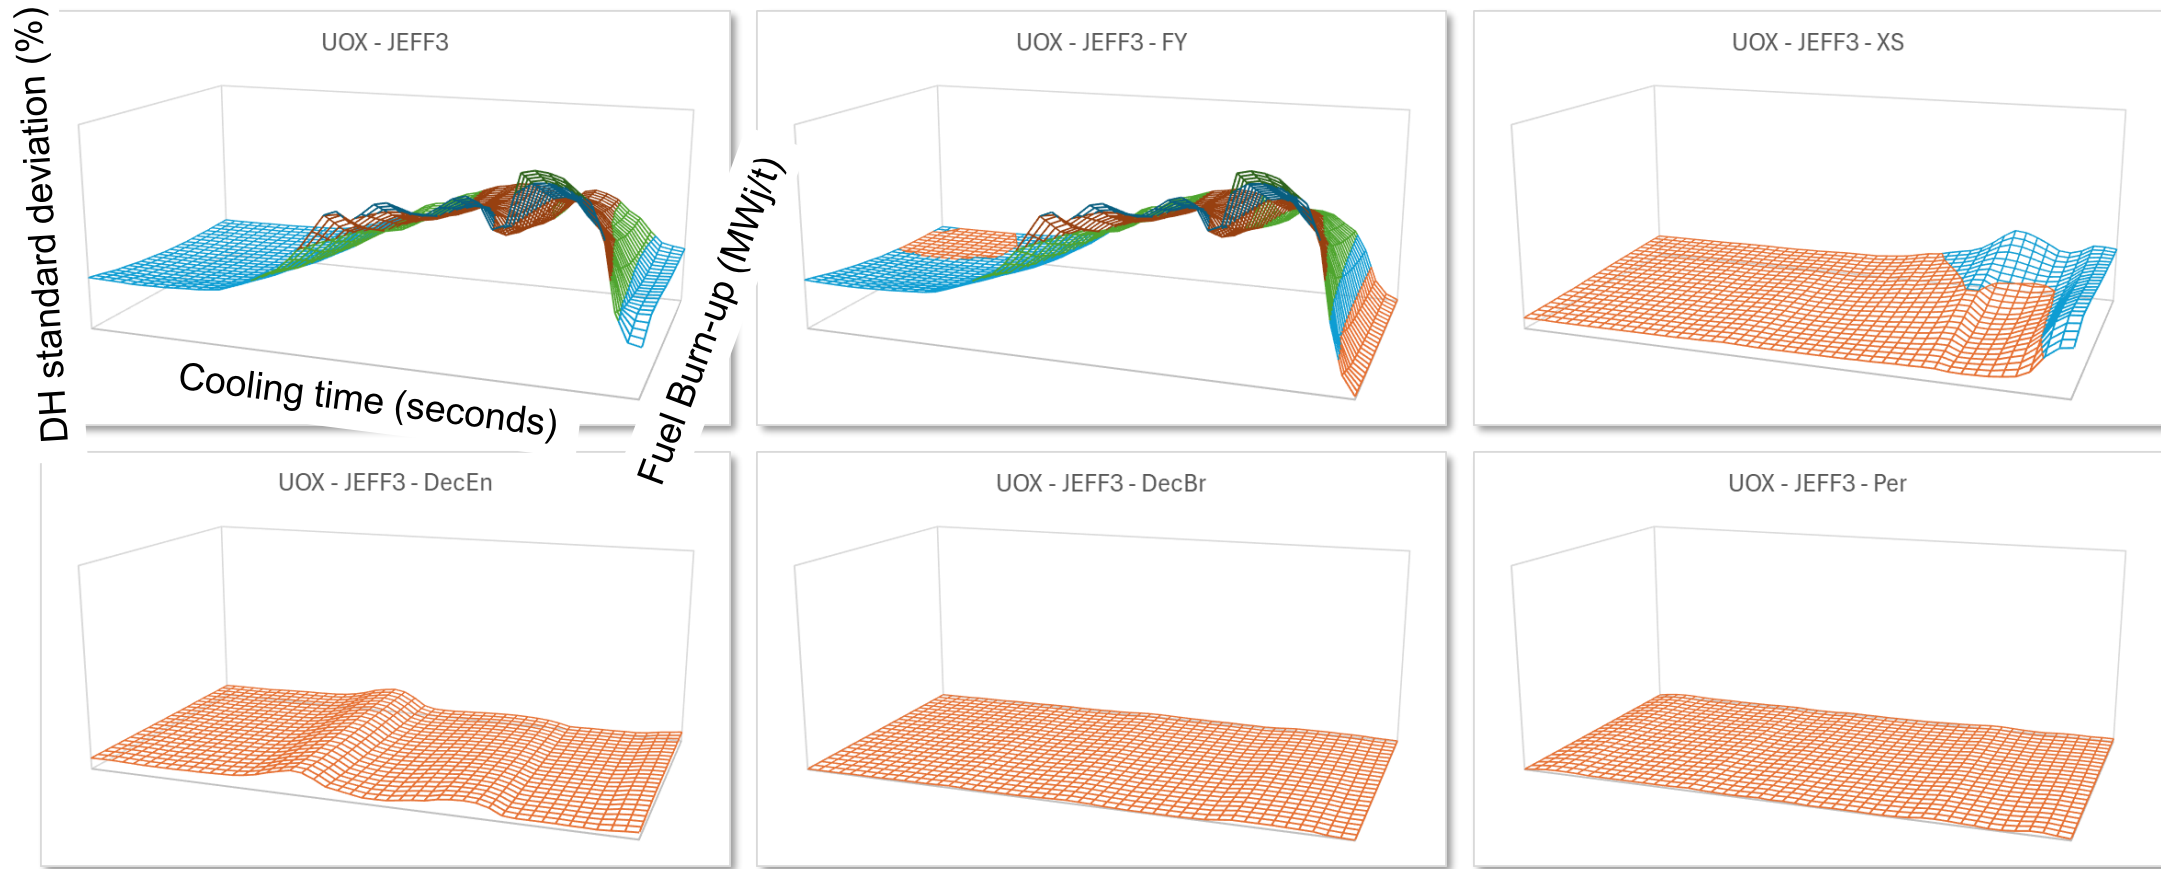 DH standard deviation (%)
UOX - JEFF3
Cooling time (seconds)
Fuel Burn-up (MWj/t)
UOX - JEFF3 - FY
UOX - JEFF3 - XS
UOX - JEFF3 - DecEn
UOX - JEFF3 - DecBr
UOX - JEFF3 - Per